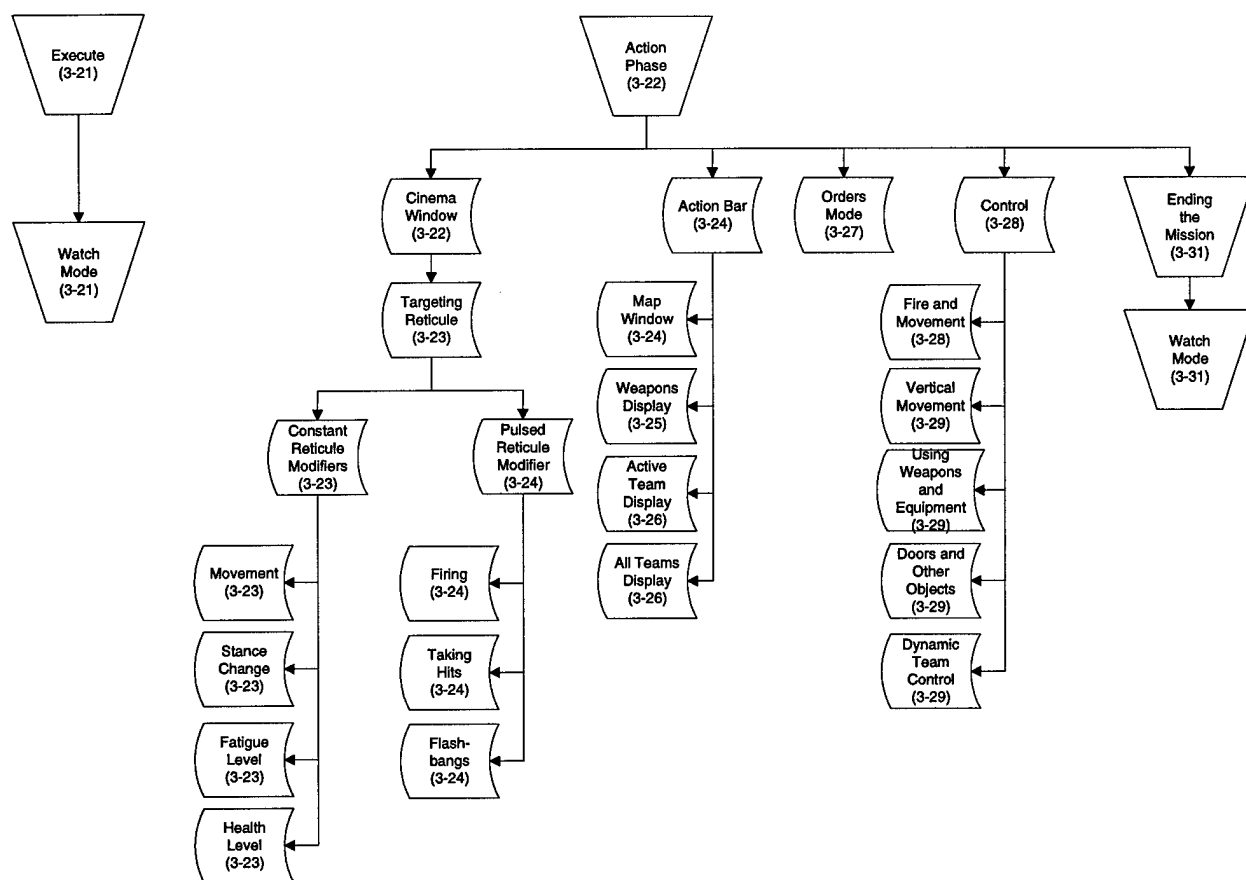 Execute
(3-21)
Watch
Mode
(3-21)
Action
Phase
(3-22)
Cinema
Window
(3-22)
Targeting
Reticule
(3-23)
Constant
Reticule
Modifiers
(3-23)
Movement
(3-23)
Stance
Change
(3-23)
Fatigue
Level
(3-23)
Health
Level
(3-23)
Pulsed
Reticule
Modifier
(3-24)
Firing
(3-24)
Taking
Hits
(3-24)
Flash-
bangs
(3-24)
Action Bar
(3-24)
Map
Window
(3-24)
Weapons
Display
(3-25)
Active
Team
Display
(3-26)
All Teams
Display
(3-26)
Orders
Mode
(3-27)
Control
(3-28)
Fire and
Movement
(3-28)
Vertical
Movement
(3-29)
Using
Weapons
and
Equipment
(3-29)
Doors and
Other
Objects
(3-29)
Dynamic
Team
Control
(3-29)
Ending
the
Mission
(3-31)
Watch
Mode
(3-31)